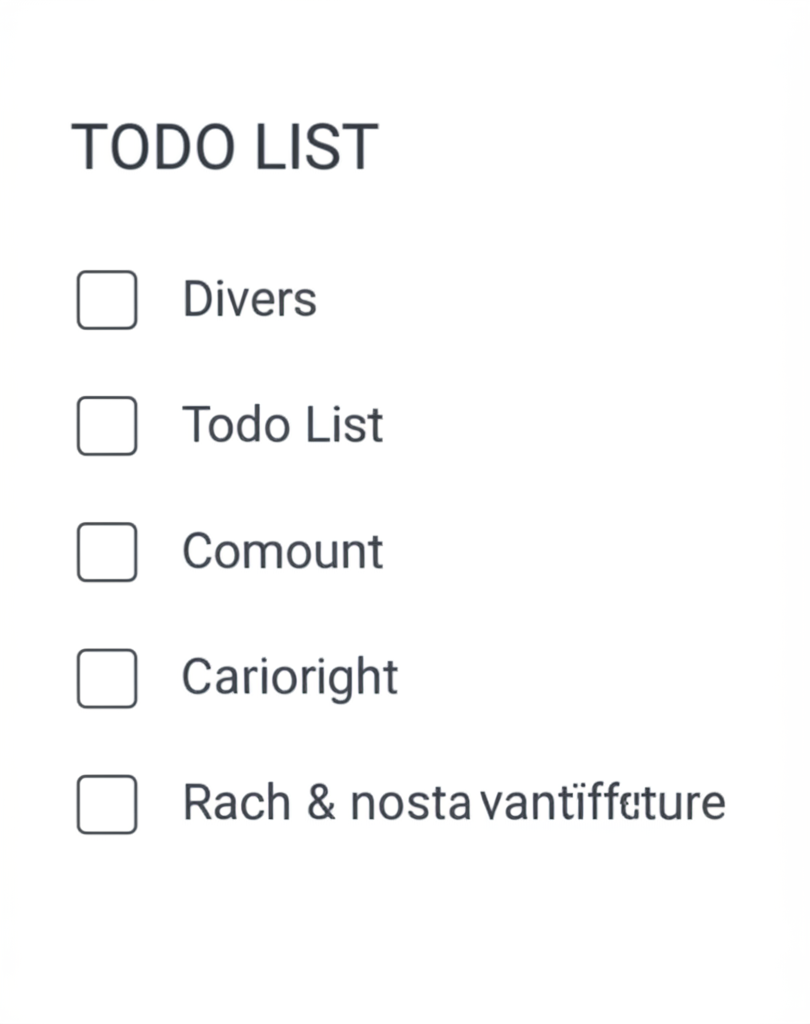 TODO LIST
Divers
Todo List
Comount
Carioright
Rach & nosta